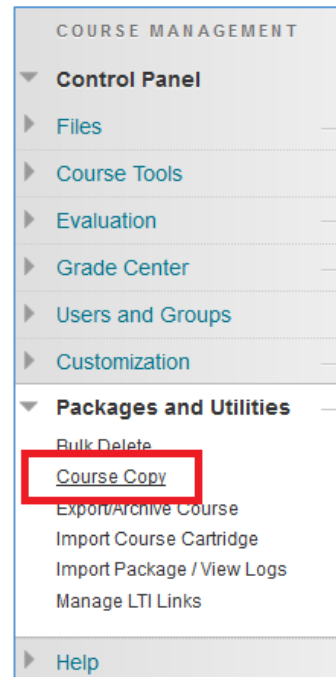 COURSE MANAGEMENT
Control Panel
Files
Course Tools
Evaluation
Grade Center
Users and Groups
Customization
Packages and Utilities
Bulk Delete
Course Copy
Export/Archive Course
Import Course Cartridge
Import Package / View Logs
Manage LTI Links
Help